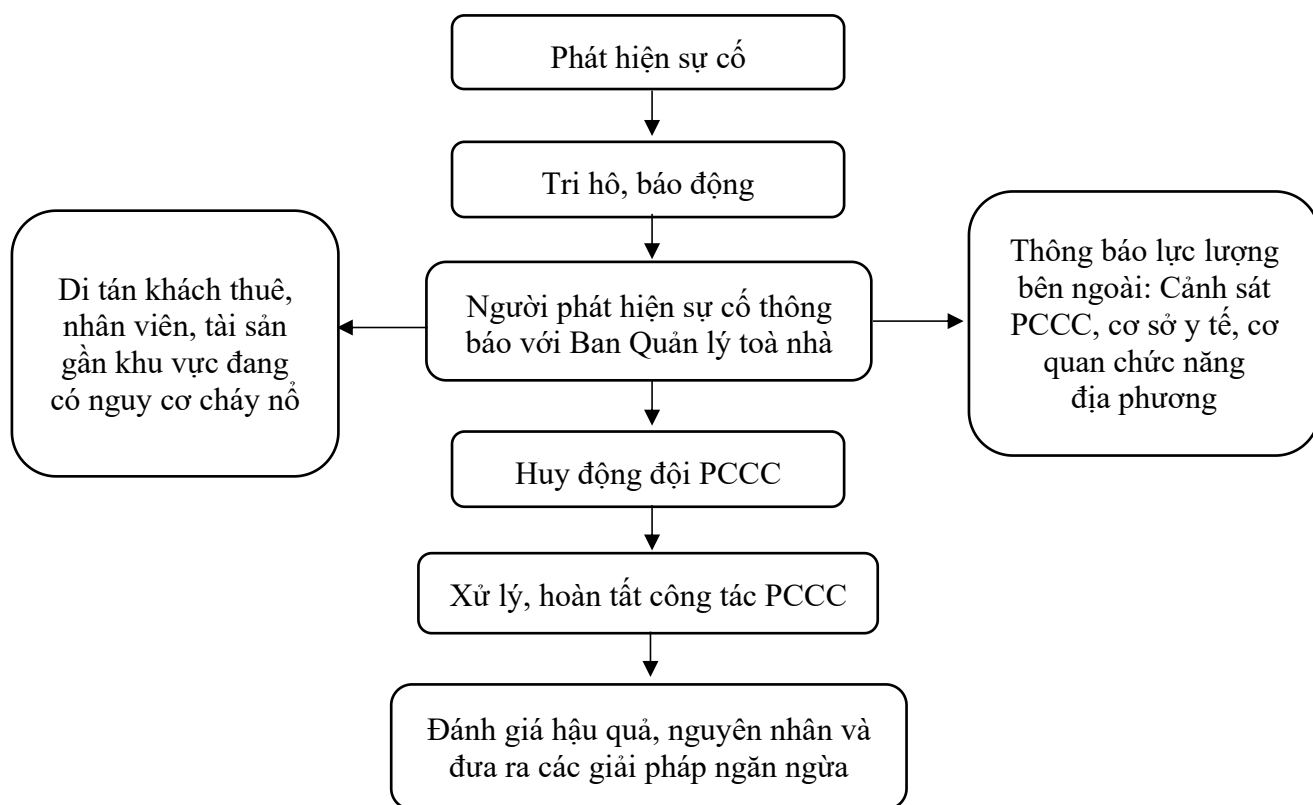 Phát hiện sự cố
Tri hô, báo động
Di tán khách thuê,
nhân viên, tài sản
gần khu vực đang
có nguy cơ cháy nổ
Người phát hiện sự cố thông
báo với Ban Quản lý toà nhà
Thông báo lực lượng
bên ngoài: Cảnh sát
PCCC, cơ sở y tế, cơ
quan chức năng
địa phương
Huy động đội PCCC
Xử lý, hoàn tất công tác PCCC
Đánh giá hậu quả, nguyên nhân và
đưa ra các giải pháp ngăn ngừa